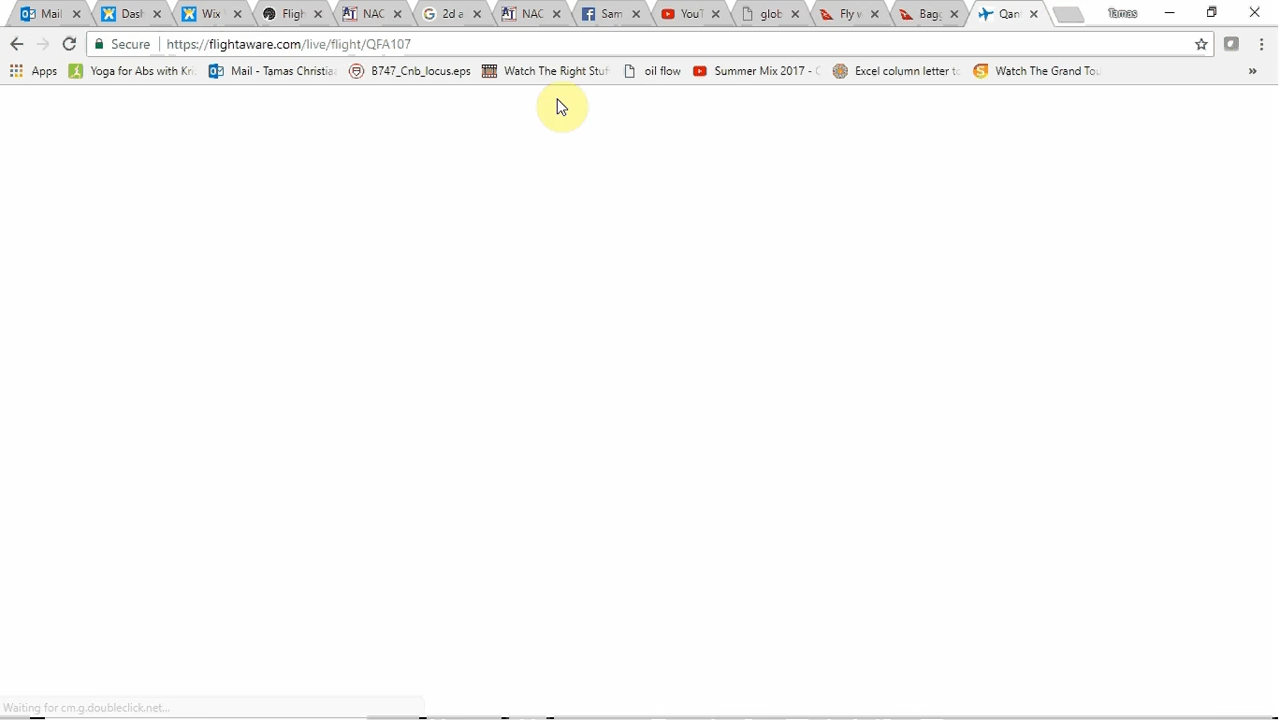 Mail Dash Wix Fligh NAC 2d a NAC Sam YouT glob Fly w Bagg Qan Tamas
Secure https://flightaware.com/live/flight/QFA107
Apps Yoga for Abs with Kri Mail - Tamas Christia B747_Cnb_locus.eps Watch The Right Stuf oil flow Summer Mix 2017 - Excel column letter to Watch The Grand Tou »
Waiting for cm.g.doubleclick.net...